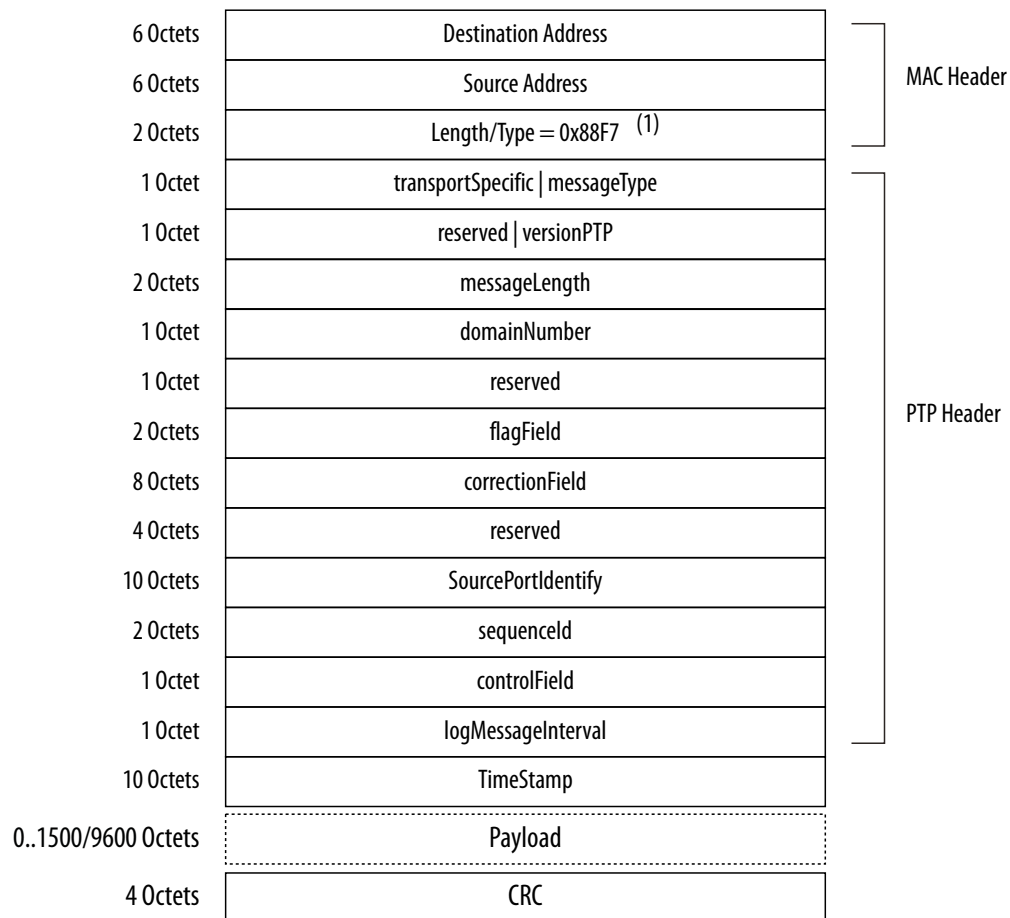 6 Octets Destination Address
6 Octets Source Address
MAC Header
2 Octets Length/Type = 0x88F7 (1)
1 Octet transportSpecific | messageType
1 Octet reserved | versionPTP
2 Octets messageLength
1 Octet domainNumber
1 Octet reserved
2 Octets flagField
PTP Header
8 Octets correctionField
4 Octets reserved
10 Octets SourcePortIdentify
2 Octets sequenceId
1 Octet controlField
1 Octet logMessageInterval
10 Octets TimeStamp
0..1500/9600 Octets Payload
4 Octets CRC